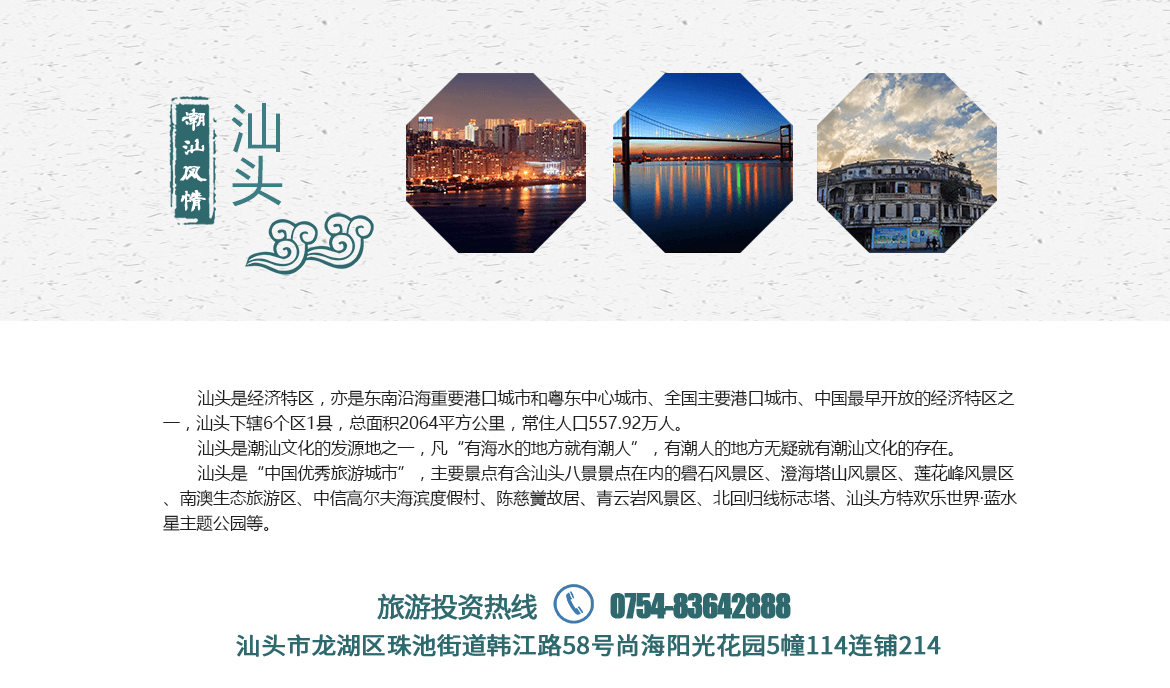 潮汕风情
汕头
汕头是经济特区，亦是东南沿海重要港口城市和粤东中心城市、全国主要港口城市、中国最早开放的经济特区之
一，汕头下辖6个区1县，总面积2064平方公里，常住人口557.92万人。
汕头是潮汕文化的发源地之一，凡“有海水的地方就有潮人”，有潮人的地方无疑就有潮汕文化的存在。
汕头是“中国优秀旅游城市”，主要景点有含汕头八景景点在内的礐石风景区、澄海塔山风景区、莲花峰风景区
、南澳生态旅游区、中信高尔夫海滨度假村、陈慈黉故居、青云岩风景区、北回归线标志塔、汕头方特欢乐世界·蓝水
星主题公园等。
旅游投资热线 0754-83642888
汕头市龙湖区珠池街道韩江路58号尚海阳光花园5幢114连铺214